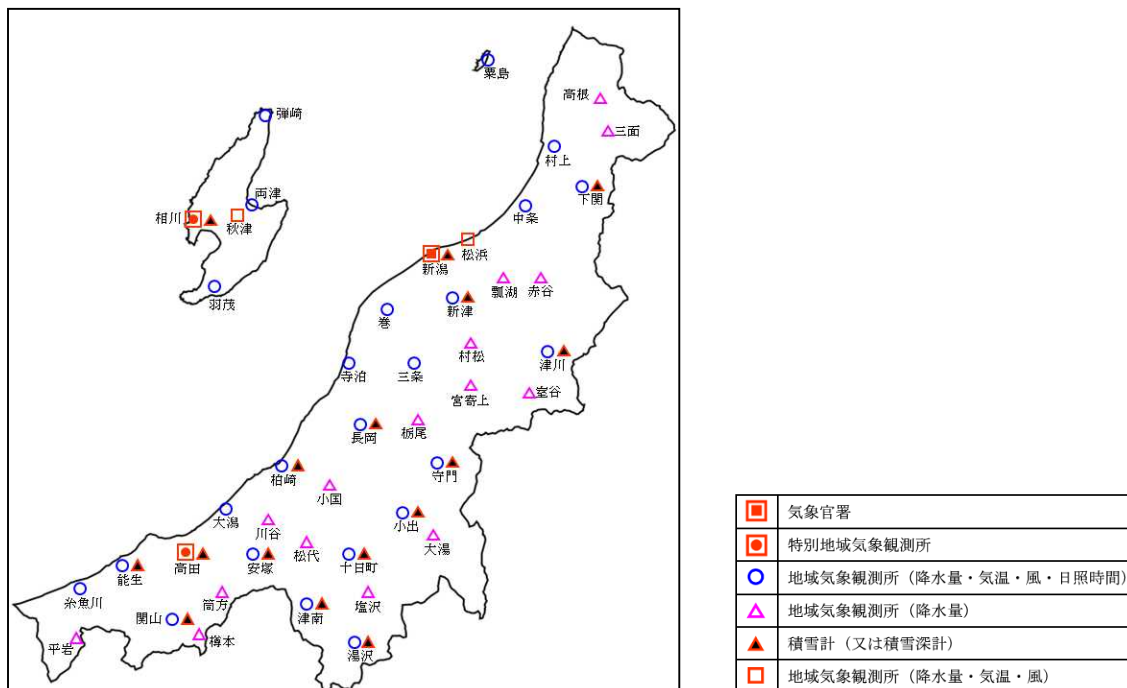 粟島
高根
三面
弾崎
村上
下関
両津
中条
相川
秋津
松浜
新潟
瓢湖
赤谷
羽茂
新津
巻
村松
津川
寺泊
三条
宮寄上
室谷
栃尾
長岡
守門
柏崎
小国
大潟
小出
川谷
大湯
松代
高田
安塚
十日町
能生
糸魚川
筒方
塩沢
関山
津南
樽本
平岩
湯沢
気象官署
特別地域気象観測所
地域気象観測所（降水量・気温・風・日照時間）
地域気象観測所（降水量）
積雪計（又は積雪深計）
地域気象観測所（降水量・気温・風）